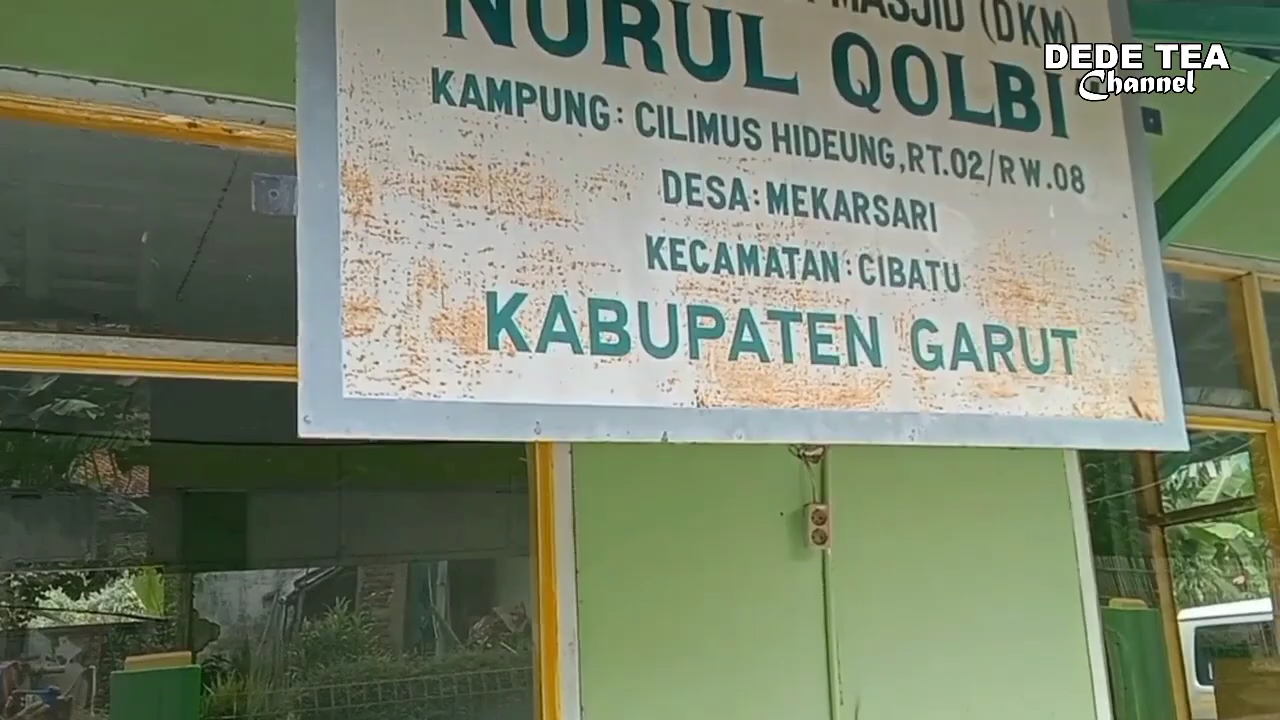 MASJID (DKM)
NURUL QOLBI
KAMPUNG: CILIMUS HIDEUNG, RT.02/RW.08
DESA: MEKARSARI
KECAMATAN: CIBATU
KABUPATEN GARUT
DEDE TEA
Channel